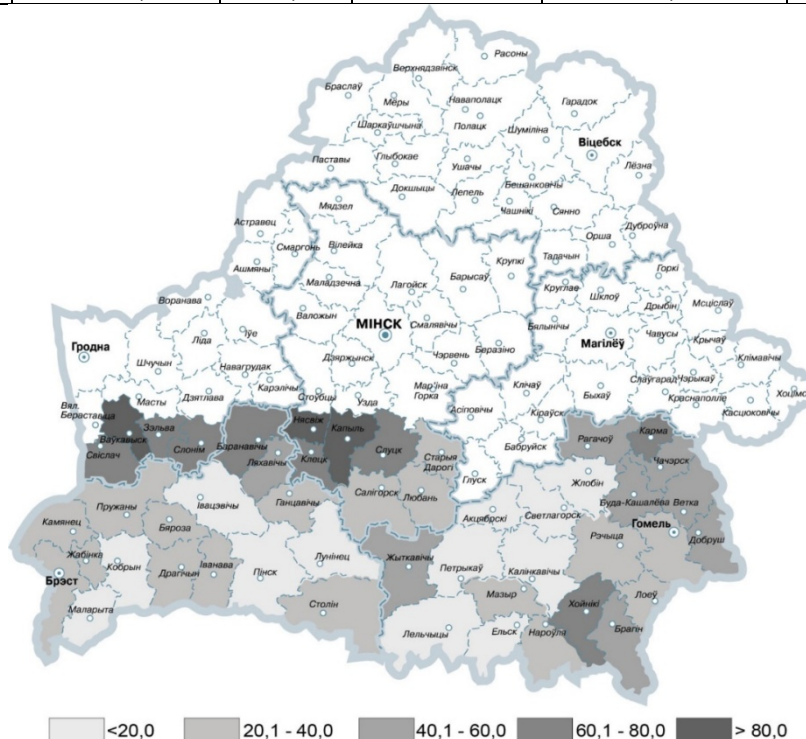 Расоны
Верхнядзвінск
Браслаў
Мёры
Наваполацк
Гарадок
Полацк
Шаркаўшчына
Шуміліна
Віцебск
Паставы
Глыбокае
Ушачы
Лёзна
Докшыцы
Лепель
Бешанковічы
Чашнікі
Сянно
Мядзел
Астравец
Дуброўна
Орша
Смаргонь
Вілейка
Талачын
Ашмяны
Крупкі
Горкі
Маладзечна
Лагойск
Барысаў
Круглае
Шклоў
Воранава
Дрыбін
Мсціслаў
Валожын
МІНСК
Смалявічы
Бялынічы
Магілёў
Чавусы
Крычаў
Гродна
Ліда
Іўе
Дзяржынск
Чэрвень
Беразіно
Клімавічы
Шчучын
Навагрудак
Слаўгарад
Чэрыкаў
Карэлічы
Мар'іна
Горка
Клічаў
Быхаў
Краснаполле
Хоцімск
Масты
Дзятлава
Стоўбцы
Узда
Асіповічы
Касцюковічы
Вял.
Бераставіца
Кіраўск
Зэльва
Нясвіж
Капыль
Рагачоў
Карма
Ваўкавыск
Слонім
Баранавічы
Бабруйск
Свіслач
Ляхавічы
Клецк
Слуцк
Старыя
Дарогі
Чачэрск
Глуск
Жлобін
Салігорск
Любань
Івацэвічы
Ганцавічы
Буда-Кашалёва
Ветка
Пружаны
Акцябрскі
Светлагорск
Камянец
Бяроза
Гомель
Рэчыца
Добруш
Жабінка
Лунінец
Жыткавічы
Кобрын
Драгічын
Іванава
Пінск
Петрыкаў
Калінкавічы
Брэст
Мазыр
Хойнікі
Лоеў
Маларыта
Столін
Лельчыцы
Ельск
Нароўля
Брагін
<20,0 20,1 - 40,0 40,1 - 60,0 60,1 - 80,0 > 80,0